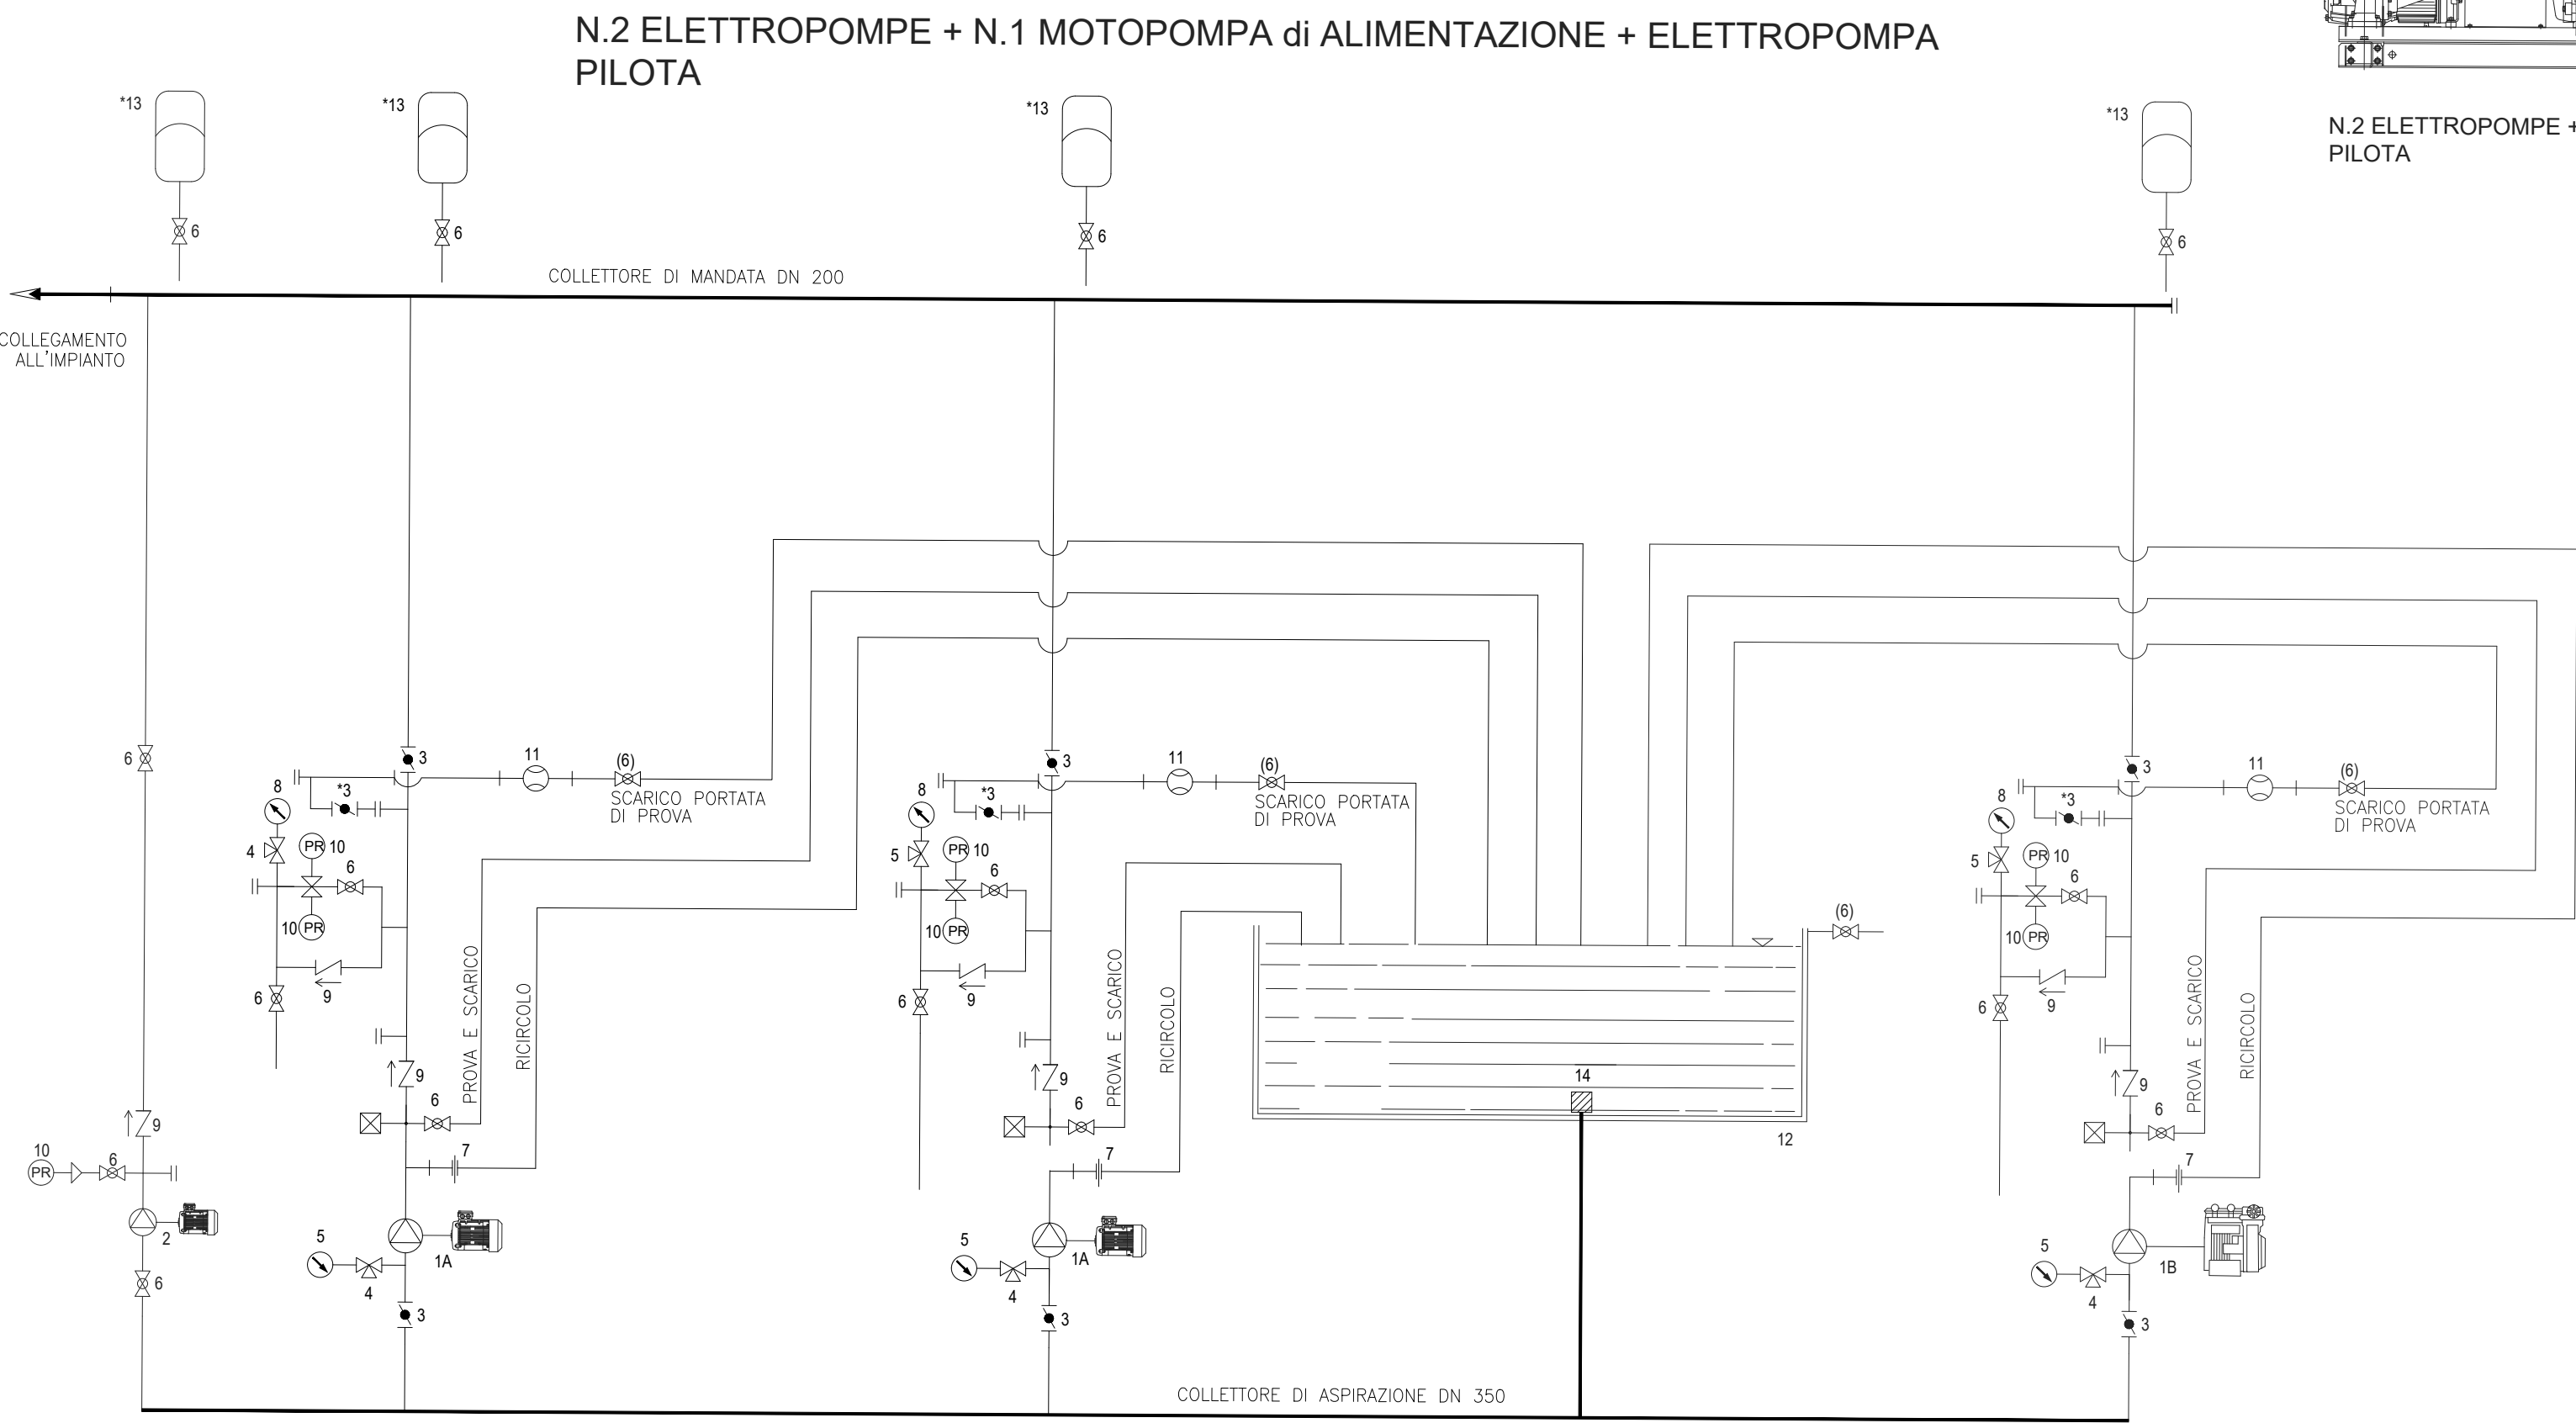 N.2 ELETTROPOMPE + N.1 MOTOPOMPA di ALIMENTAZIONE + ELETTROPOMPA
PILOTA
N.2 ELETTROPOMPE +
PILOTA
*13
*13
*13
*13
6
6
6
6
COLLETTORE DI MANDATA DN 200
COLLEGAMENTO
ALL'IMPIANTO
6
3
11
(6)
SCARICO PORTATA
DI PROVA
8
*3
4
PR
10
6
10
PR
6
9
9
PROVA E SCARICO
RICIRCOLO
6
7
10
PR
6
9
2
6
5
4
1A
3
3
11
(6)
SCARICO PORTATA
DI PROVA
8
*3
5
PR
10
6
10
PR
6
9
9
PROVA E SCARICO
RICIRCOLO
6
7
5
4
1A
3
(6)
14
12
3
11
(6)
SCARICO PORTATA
DI PROVA
8
*3
5
PR
10
6
10
PR
6
9
9
PROVA E SCARICO
RICIRCOLO
6
7
5
4
1B
3
COLLETTORE DI ASPIRAZIONE DN 350